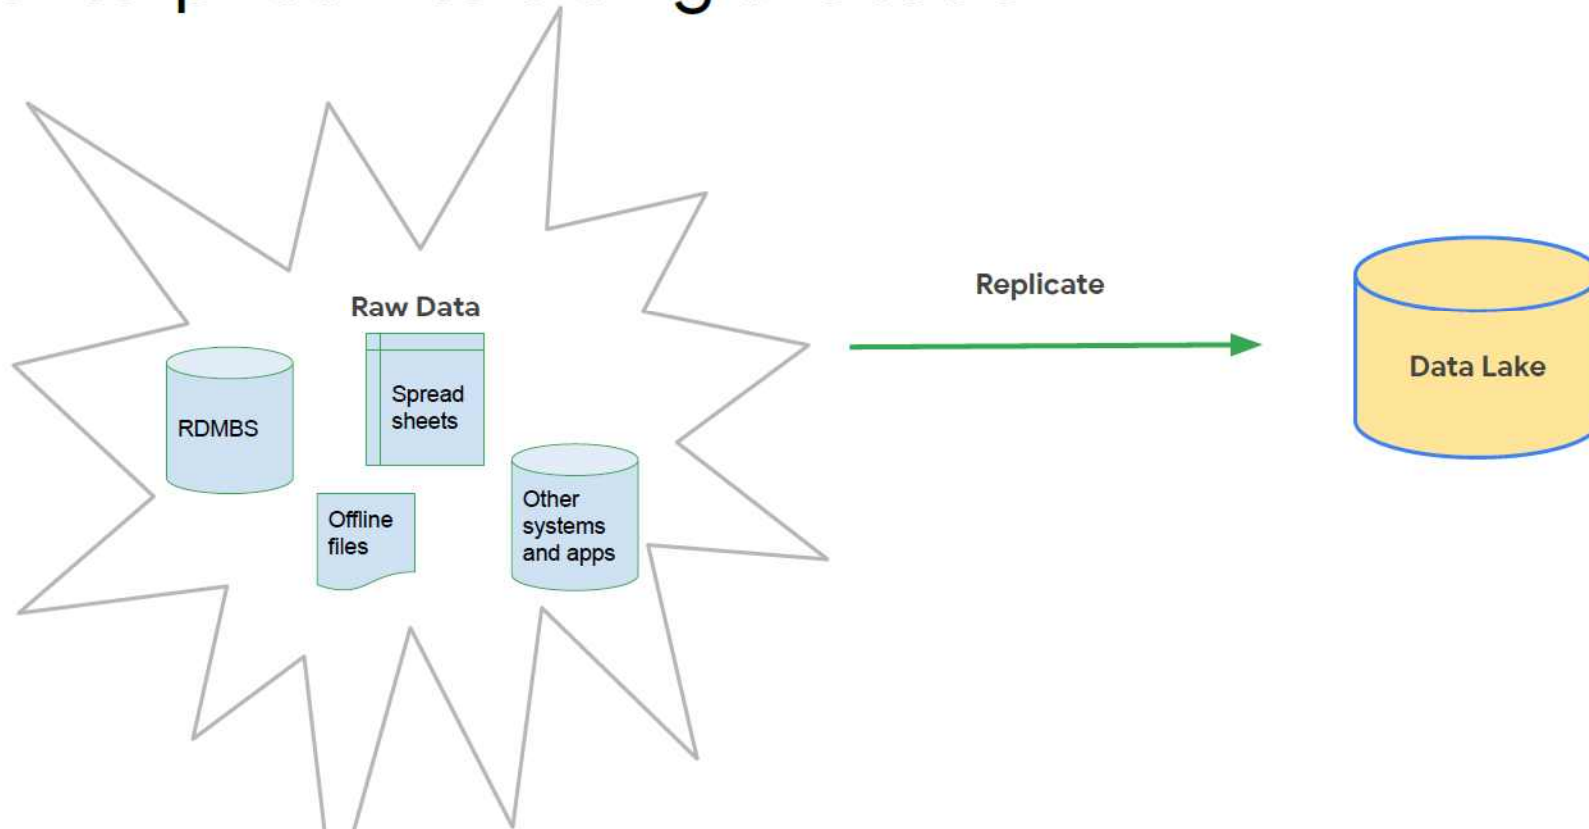 Raw Data
RDMBS
Spread
sheets
Offline
files
Other
systems
and apps
Replicate
Data Lake